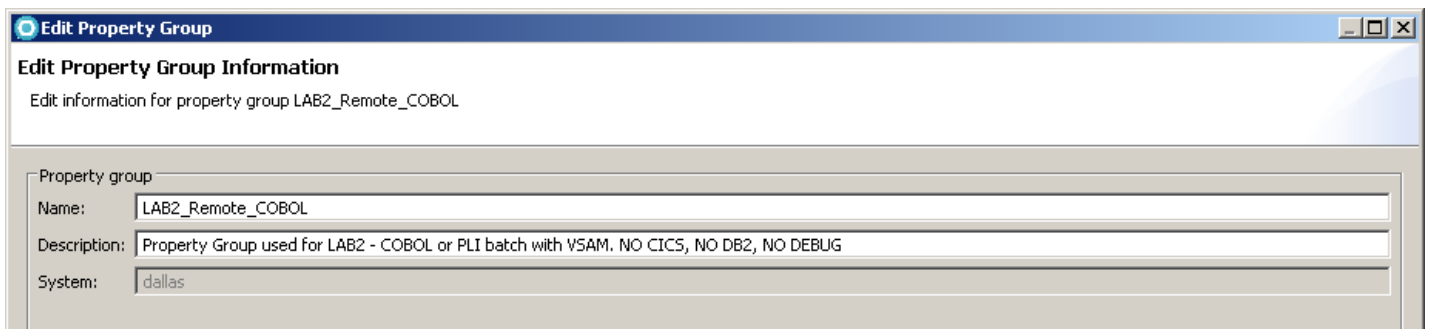 Edit Property Group
Edit Property Group Information
Edit information for property group LAB2_Remote_COBOL
Property group
Name: LAB2_Remote_COBOL
Description: Property Group used for LAB2 - COBOL or PLI batch with VSAM. NO CICS, NO DB2, NO DEBUG
System: dallas